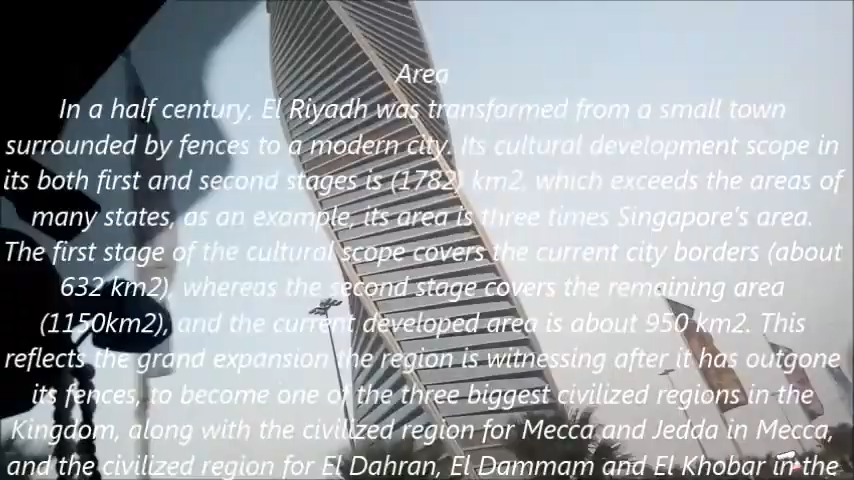 Area
In a half century, El Riyadh was transformed from a small town
surrounded by fences to a modern city. Its cultural development scope in
its both first and second stages is (1782) km2, which exceeds the areas of
many states, as an example, its area is three times Singapore's area.
The first stage of the cultural scope covers the current city borders (about
632 km2), whereas the second stage covers the remaining area
(1150km2), and the current developed area is about 950 km2. This
reflects the grand expansion the region is witnessing after it has outgone
its fences, to become one of the three biggest civilized regions in the
Kingdom, along with the civilized region for Mecca and Jedda in Mecca,
and the civilized region for El Dahran, El Dammam and El Khobar in the